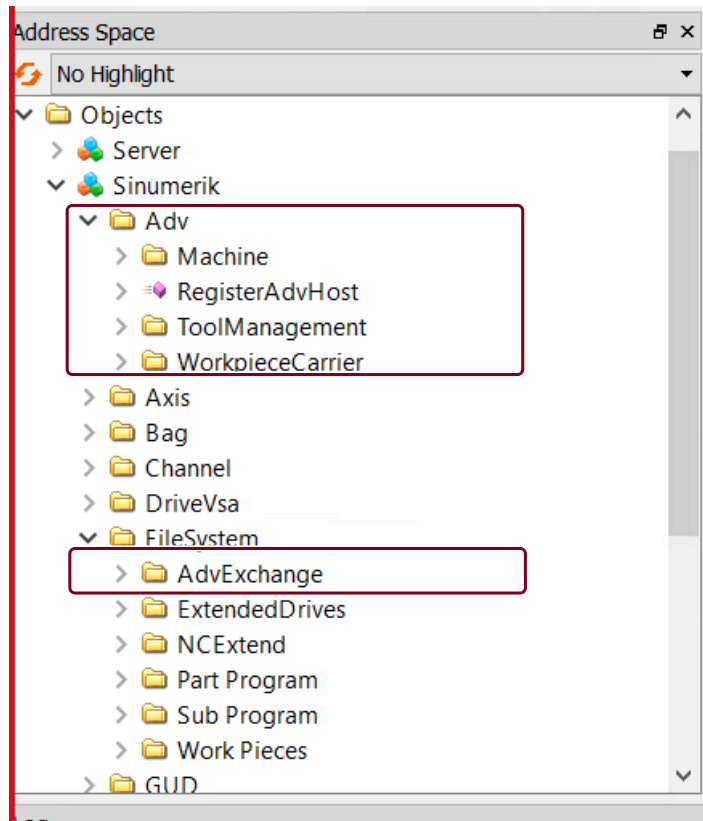 Address Space
No Highlight
Objects
Server
Sinumerik
Adv
Machine
RegisterAdvHost
ToolManagement
WorkpieceCarrier
Axis
Bag
Channel
DriveVsa
FileSystem
AdvExchange
ExtendedDrives
NCExtend
Part Program
Sub Program
Work Pieces
GUD